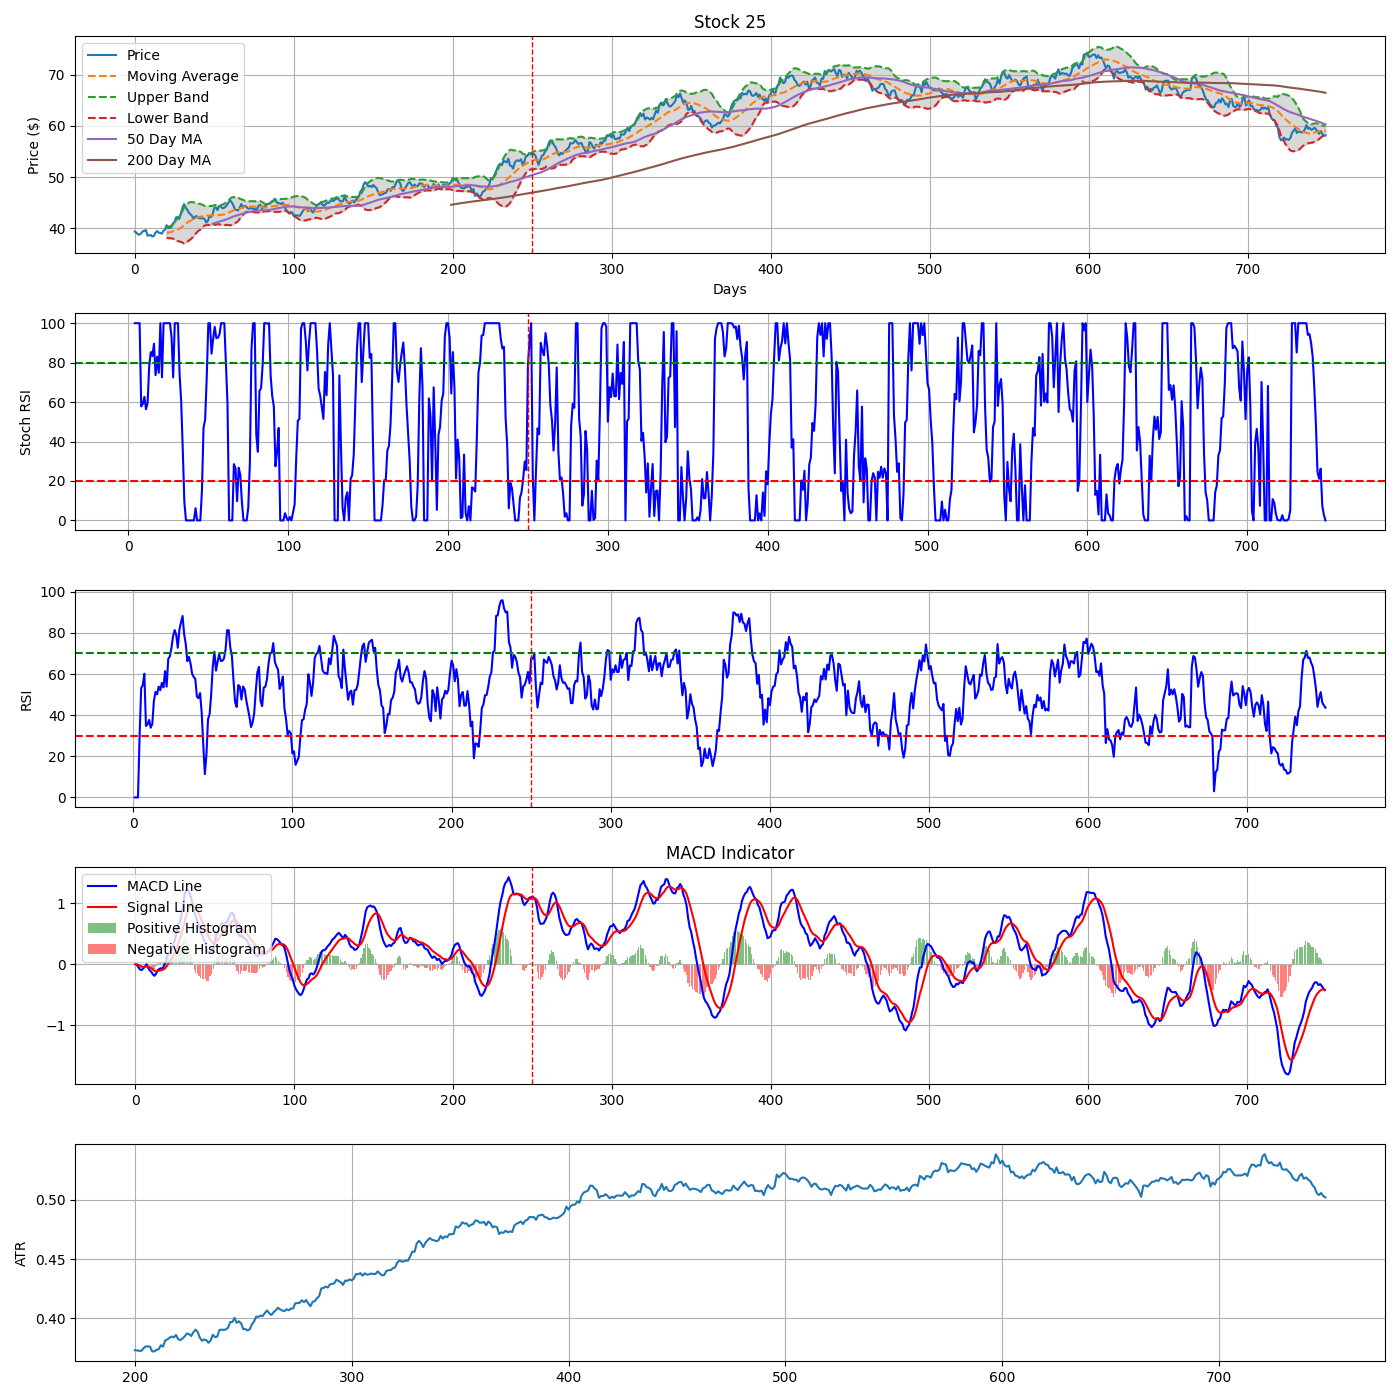 Stock 25
Price ($)
70
60
50
40
Price
Moving Average
Upper Band
Lower Band
50 Day MA
200 Day MA
0 100 200 300 400 500 600 700
Days
Stoch RSI
100
80
60
40
20
0
0 100 200 300 400 500 600 700
RSI
100
80
60
40
20
0
0 100 200 300 400 500 600 700
MACD Indicator
1
0
−1
MACD Line
Signal Line
Positive Histogram
Negative Histogram
0 100 200 300 400 500 600 700
ATR
0.50
0.45
0.40
200 300 400 500 600 700